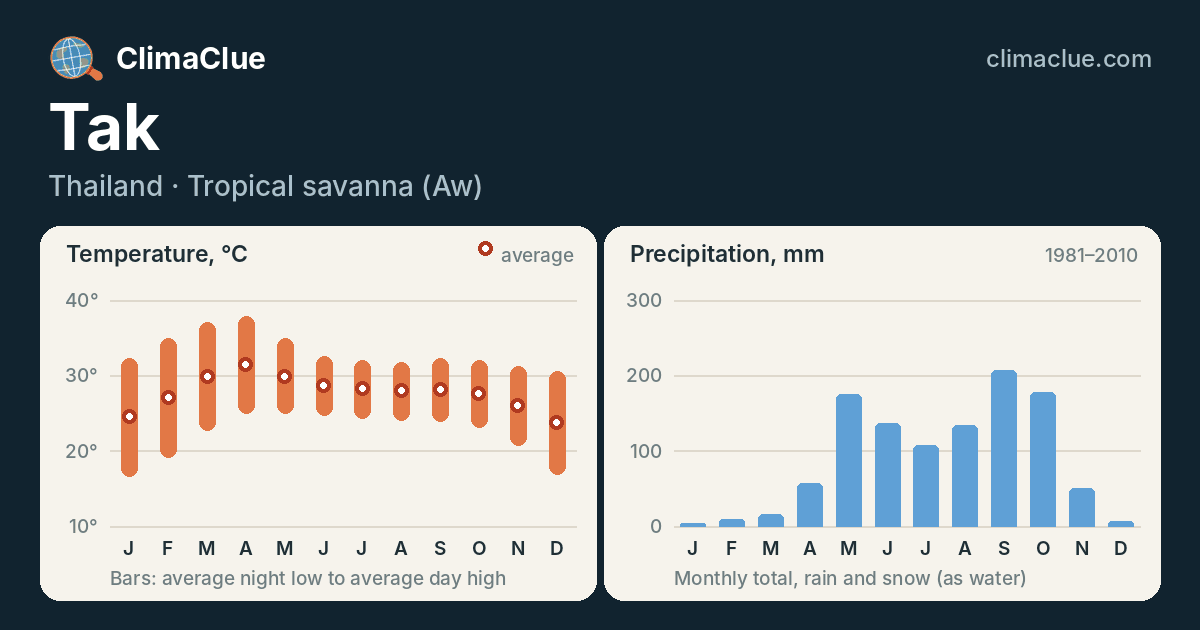 ClimaClue
climaclue.com
Tak
Thailand · Tropical savanna (Aw)
Temperature, °C
average
40°
30°
20°
10°
J F M A M J J A S O N D
Bars: average night low to average day high
Precipitation, mm
1981–2010
300
200
100
0
J F M A M J J A S O N D
Monthly total, rain and snow (as water)